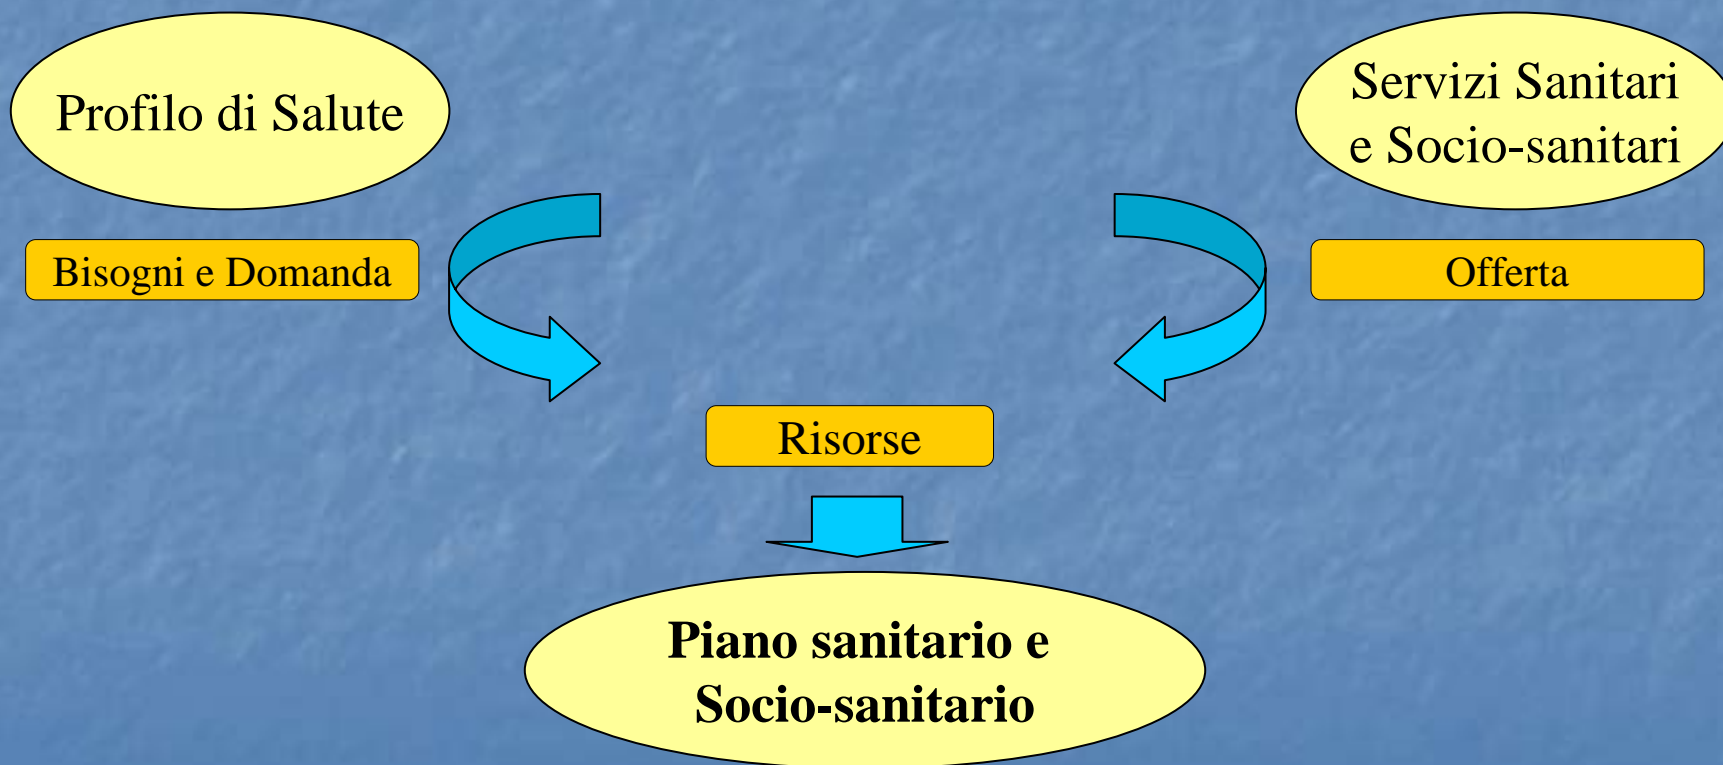 Profilo di Salute
Servizi Sanitari
e Socio-sanitari
Bisogni e Domanda
Offerta
Risorse
Piano sanitario e
Socio-sanitario